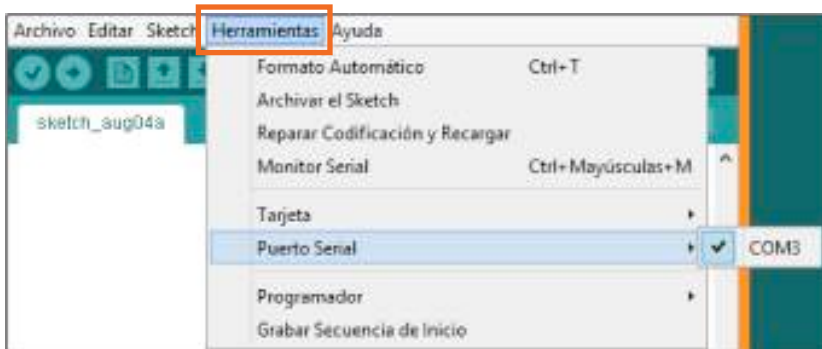 Archivo Editar Sketch Herramientas Ayuda
sketch_aug04a
Formato Automático Ctrl+T
Archivar el Sketch
Reparar Codificación y Recargar
Monitor Serial Ctrl+Mayúsculas+M
Tarjeta
Puerto Serial COM3
Programador
Grabar Secuencia de Inicio